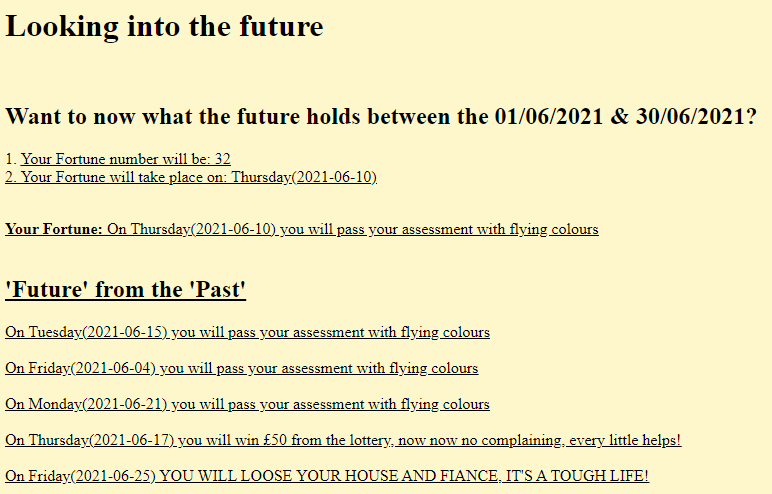 Looking into the future
Want to now what the future holds between the 01/06/2021 & 30/06/2021?
1. Your Fortune number will be: 32
2. Your Fortune will take place on: Thursday(2021-06-10)
Your Fortune: On Thursday(2021-06-10) you will pass your assessment with flying colours
'Future' from the 'Past'
On Tuesday(2021-06-15) you will pass your assessment with flying colours
On Friday(2021-06-04) you will pass your assessment with flying colours
On Monday(2021-06-21) you will pass your assessment with flying colours
On Thursday(2021-06-17) you will win £50 from the lottery, now now no complaining, every little helps!
On Friday(2021-06-25) YOU WILL LOOSE YOUR HOUSE AND FIANCE, IT'S A TOUGH LIFE!